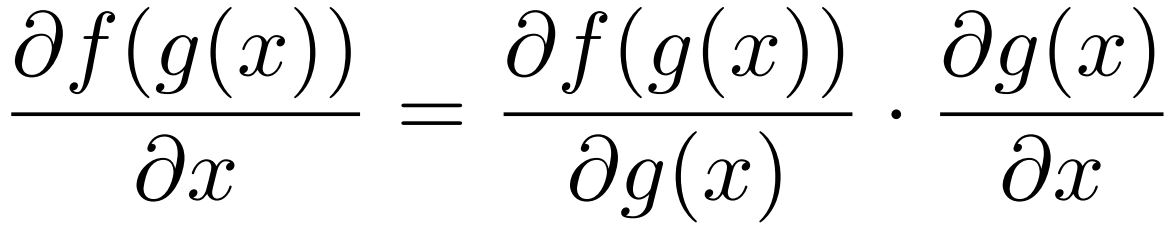 ∂f(g(x))/∂x = ∂f(g(x))/∂g(x) · ∂g(x)/∂x